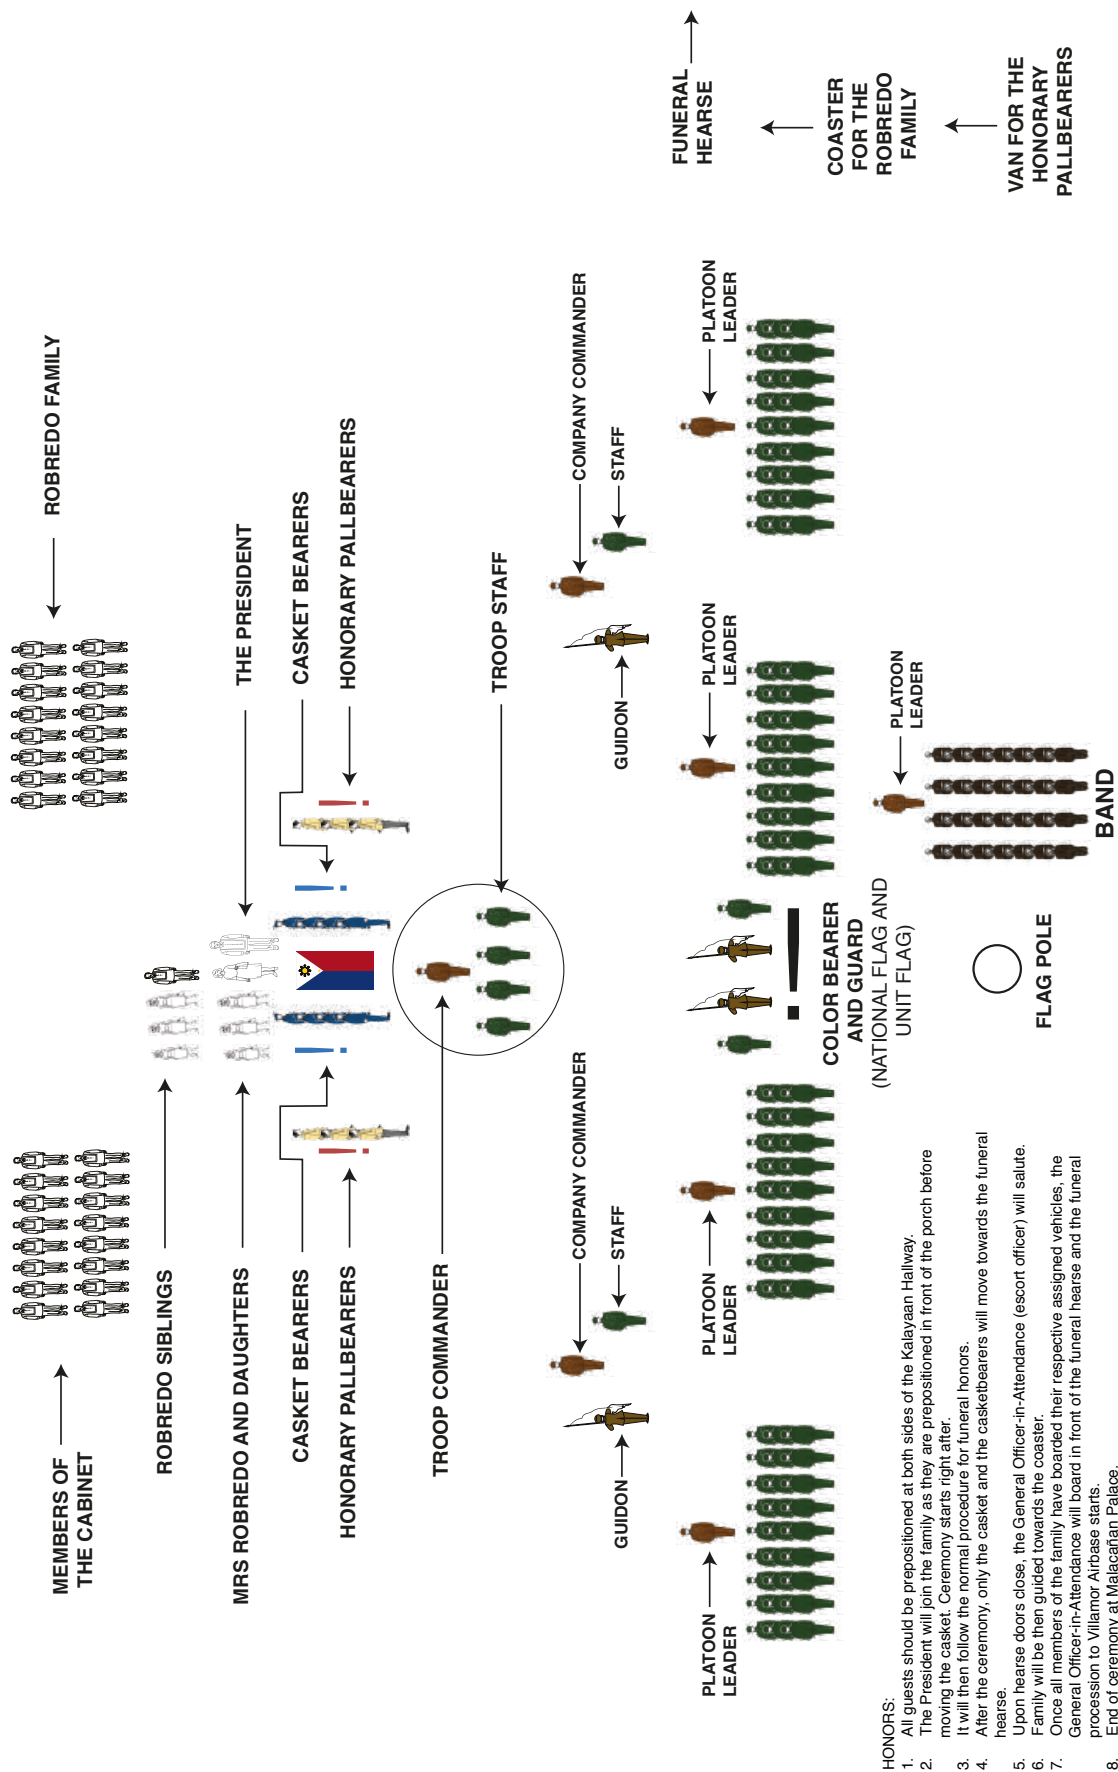 MEMBERS OF
THE CABINET
ROBREDO FAMILY
ROBREDO SIBLINGS
MRS ROBREDO AND DAUGHTERS
THE PRESIDENT
CASKET BEARERS
CASKET BEARERS
HONORARY PALLBEARERS
HONORARY PALLBEARERS
TROOP COMMANDER
TROOP STAFF
COMPANY COMMANDER
STAFF
GUIDON
COMPANY COMMANDER
STAFF
GUIDON
PLATOON
LEADER
PLATOON
LEADER
PLATOON
LEADER
PLATOON
LEADER
FUNERAL
HEARSE
COASTER
FOR THE
ROBREDO
FAMILY
VAN FOR THE
HONORARY
PALLBEARERS
COLOR BEARER
AND GUARD
(NATIONAL FLAG AND
UNIT FLAG)
FLAG POLE
PLATOON
LEADER
BAND
HONORS:
1. All guests should be prepositioned at both sides of the Kalayaan Hallway.
2. The President will join the family as they are prepositioned in front of the porch before
moving the casket. Ceremony starts right after.
3. It will then follow the normal procedure for funeral honors.
4. After the ceremony, only the casket and the casketbearers will move towards the funeral
hearse.
5. Upon hearse doors close, the General Officer-in-Attendance (escort officer) will salute.
6. Family will be then guided towards the coaster.
7. Once all members of the family have boarded their respective assigned vehicles, the
General Officer-in-Attendance will board in front of the funeral hearse and the funeral
procession to Villamor Airbase starts.
8. End of ceremony at Malacañan Palace.